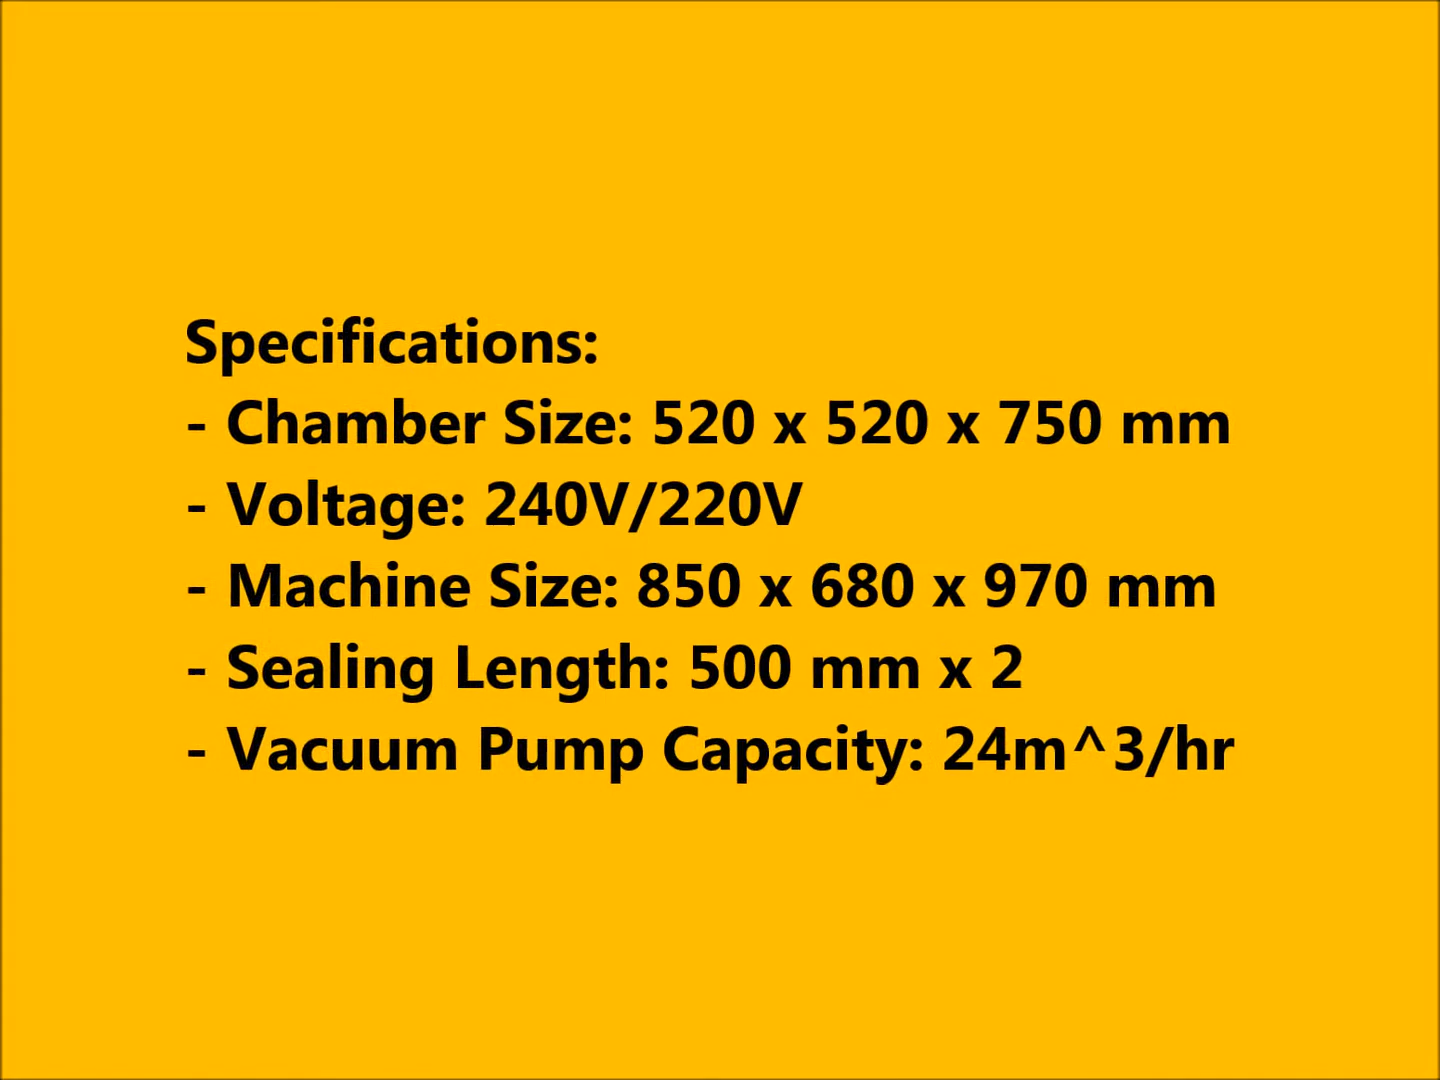 Specifications:
- Chamber Size: 520 x 520 x 750 mm
- Voltage: 240V/220V
- Machine Size: 850 x 680 x 970 mm
- Sealing Length: 500 mm x 2
- Vacuum Pump Capacity: 24m^3/hr